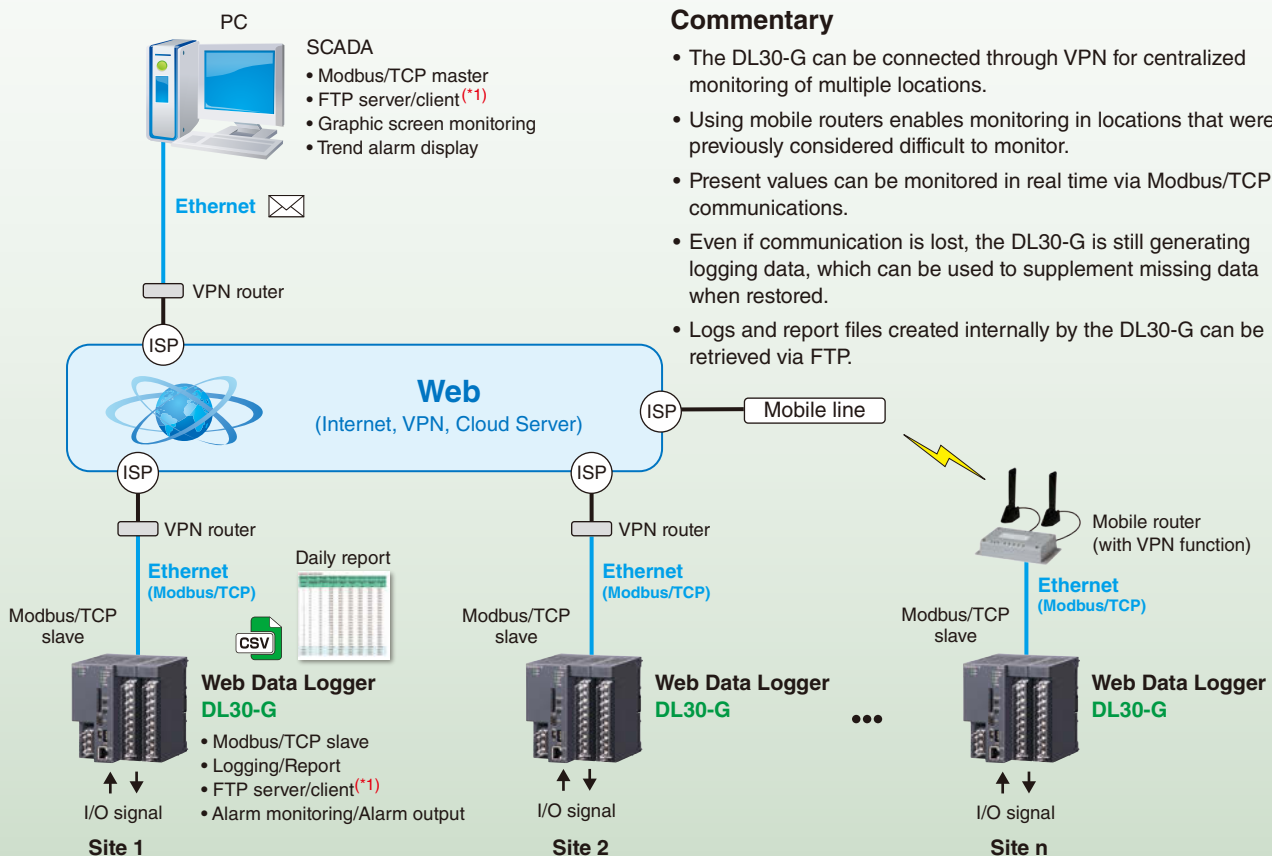 PC
SCADA
• Modbus/TCP master
• FTP server/client(*1)
• Graphic screen monitoring
• Trend alarm display
Ethernet
VPN router
ISP
Commentary
• The DL30-G can be connected through VPN for centralized
monitoring of multiple locations.
• Using mobile routers enables monitoring in locations that were
previously considered difficult to monitor.
• Present values can be monitored in real time via Modbus/TCP
communications.
• Even if communication is lost, the DL30-G is still generating
logging data, which can be used to supplement missing data
when restored.
• Logs and report files created internally by the DL30-G can be
retrieved via FTP.
Web
(Internet, VPN, Cloud Server)
ISP
Mobile line
ISP
VPN router
Ethernet
(Modbus/TCP)
Daily report
CSV
Modbus/TCP
slave
Web Data Logger
DL30-G
• Modbus/TCP slave
• Logging/Report
• FTP server/client(*1)
• Alarm monitoring/Alarm output
I/O signal
Site 1
ISP
VPN router
Ethernet
(Modbus/TCP)
Modbus/TCP
slave
Web Data Logger
DL30-G
I/O signal
Site 2
•••
Mobile router
(with VPN function)
Ethernet
(Modbus/TCP)
Modbus/TCP
slave
Web Data Logger
DL30-G
I/O signal
Site n